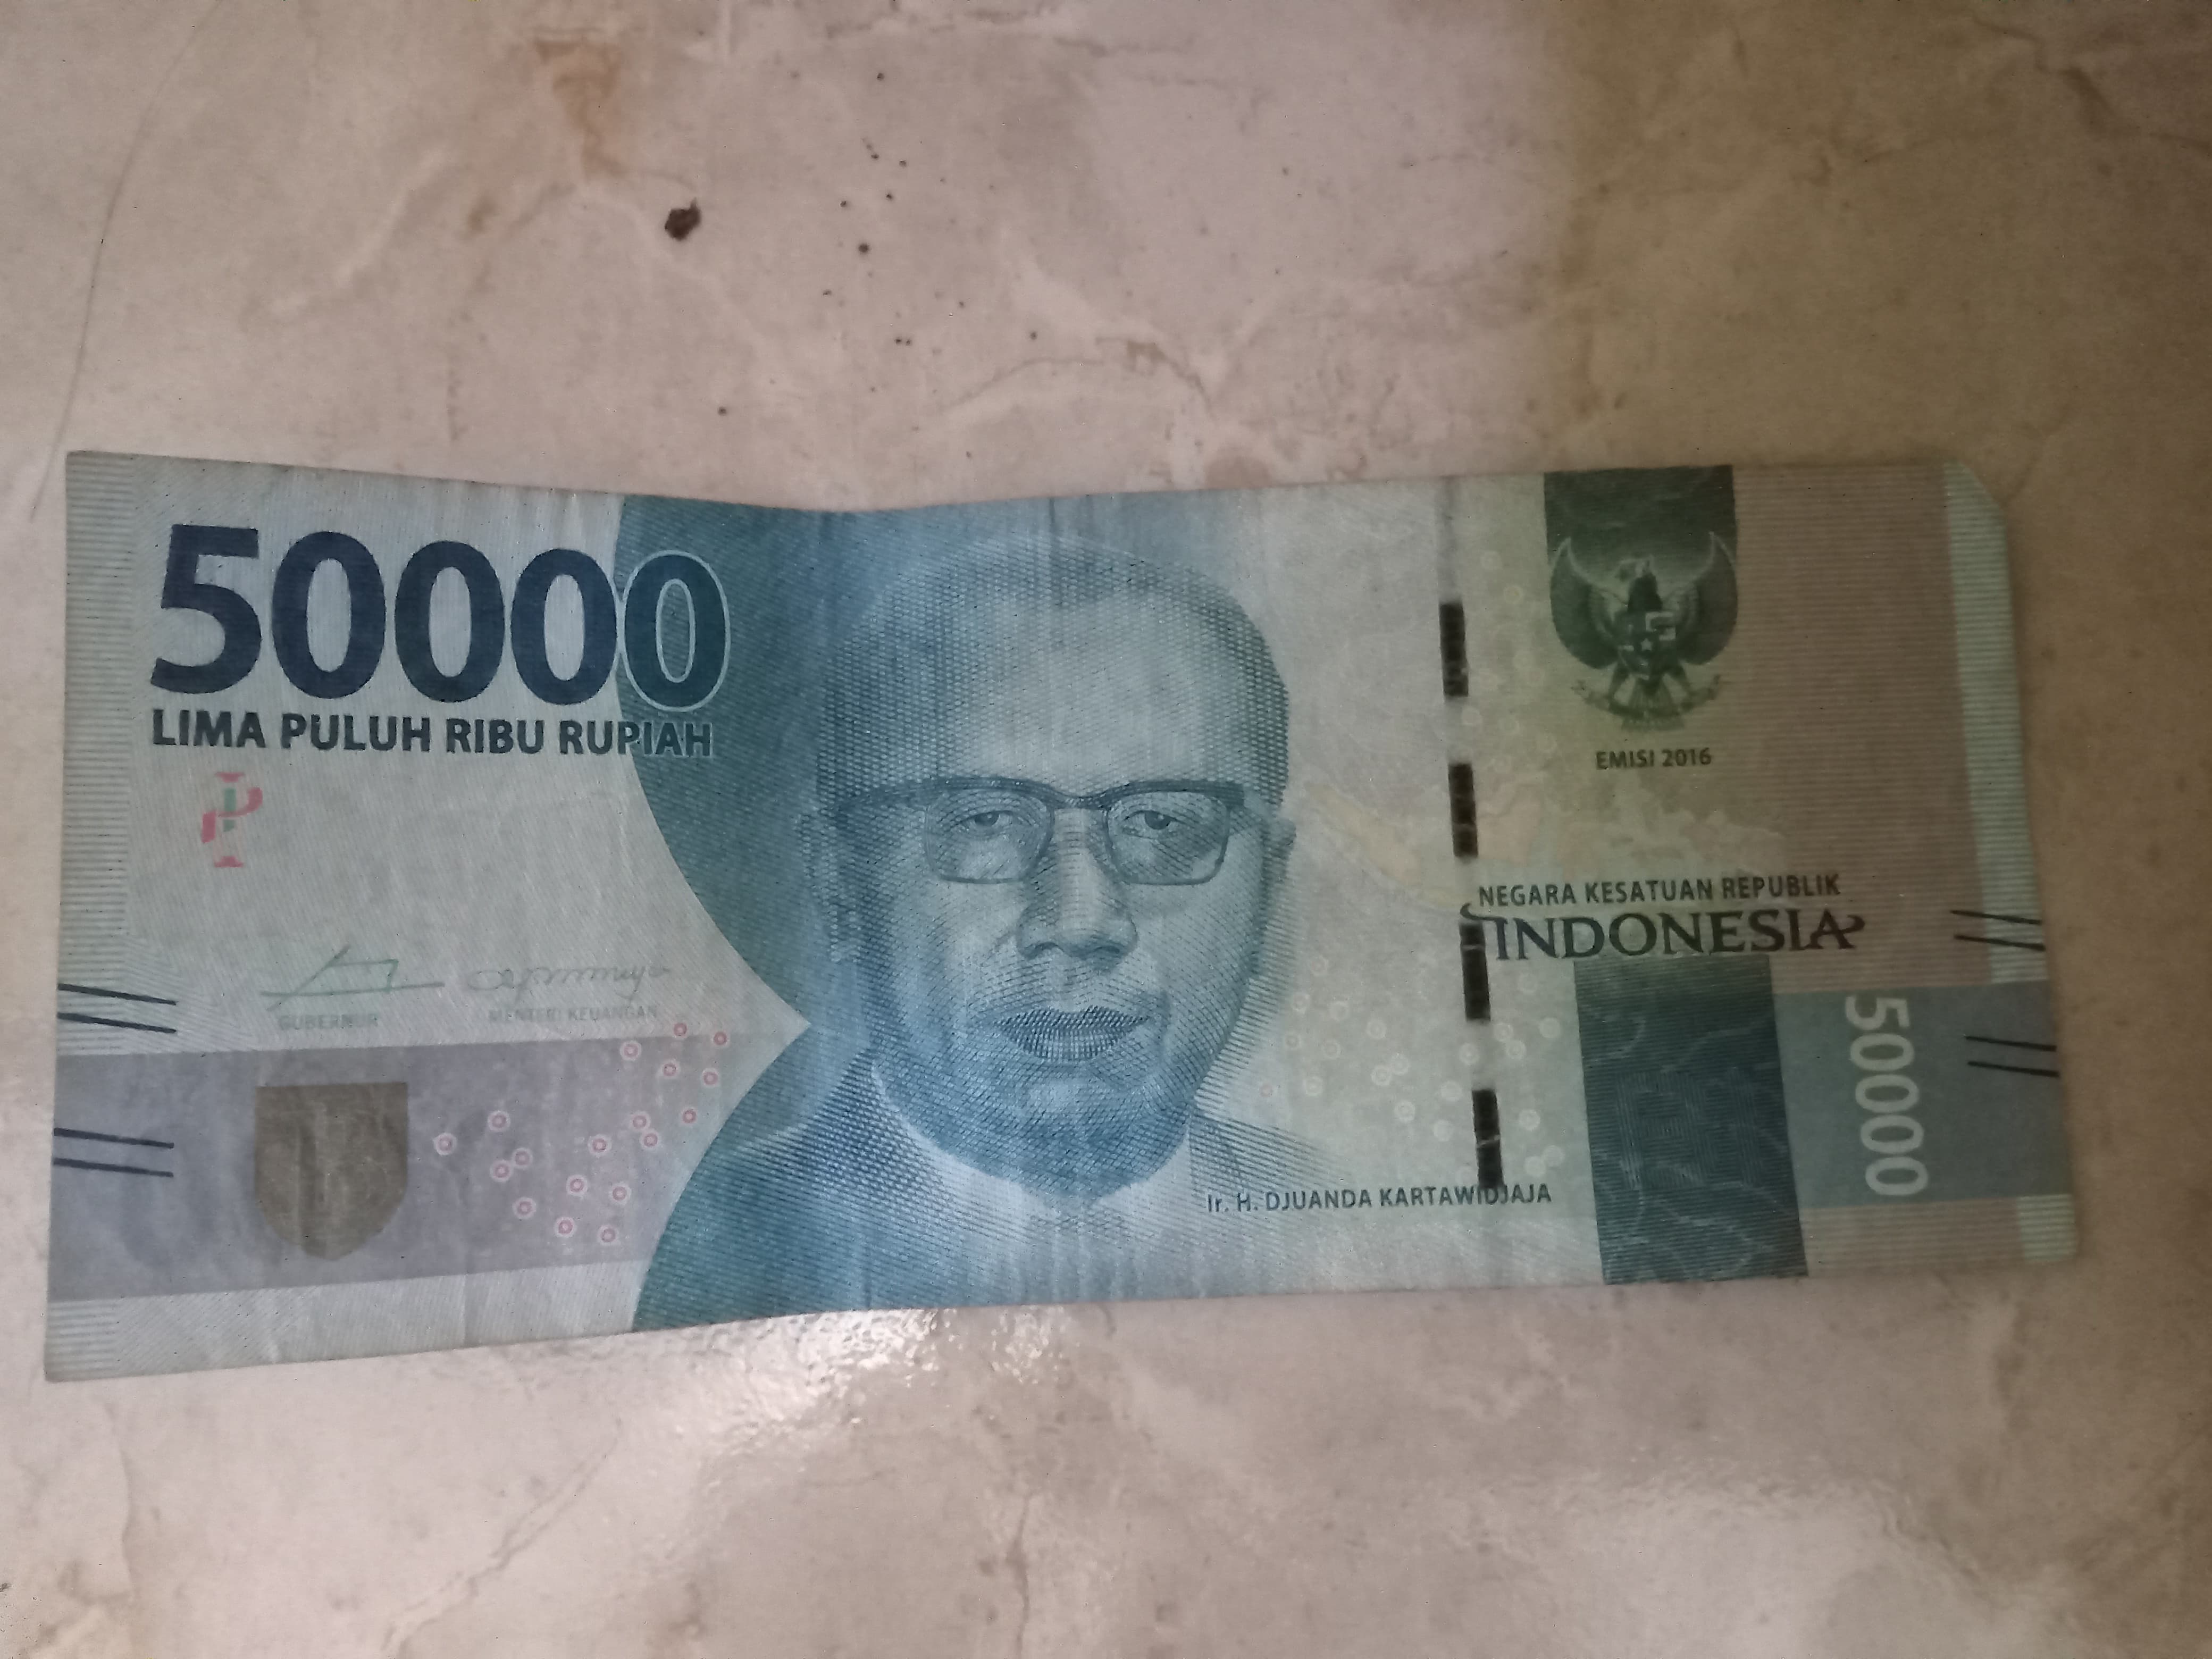 50000
LIMA PULUH RIBU RUPIAH
GUBERNUR
MENTERI KEUANGAN
EMISI 2016
NEGARA KESATUAN REPUBLIK
INDONESIA
50000
Ir. H. DJUANDA KARTAWIDJAJA